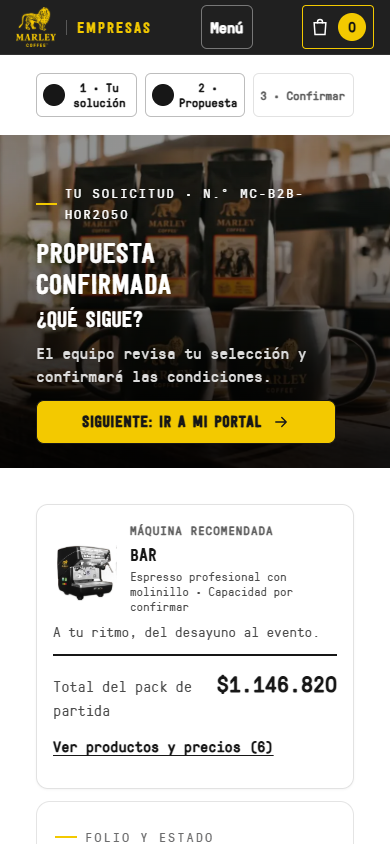 MARLEY
COFFEE
EMPRESAS
Menú
0
1 · Tu
solución
2 ·
Propuesta
3 · Confirmar
TU SOLICITUD · N.° MC-B2B-
HOR2050
PROPUESTA
CONFIRMADA
¿QUÉ SIGUE?
El equipo revisa tu selección y
confirmará las condiciones.
SIGUIENTE: IR A MI PORTAL →
MÁQUINA RECOMENDADA
BAR
Espresso profesional con
molinillo · Capacidad por
confirmar
A tu ritmo, del desayuno al evento.
Total del pack de
partida
$1.146.820
Ver productos y precios (6)
FOLIO Y ESTADO